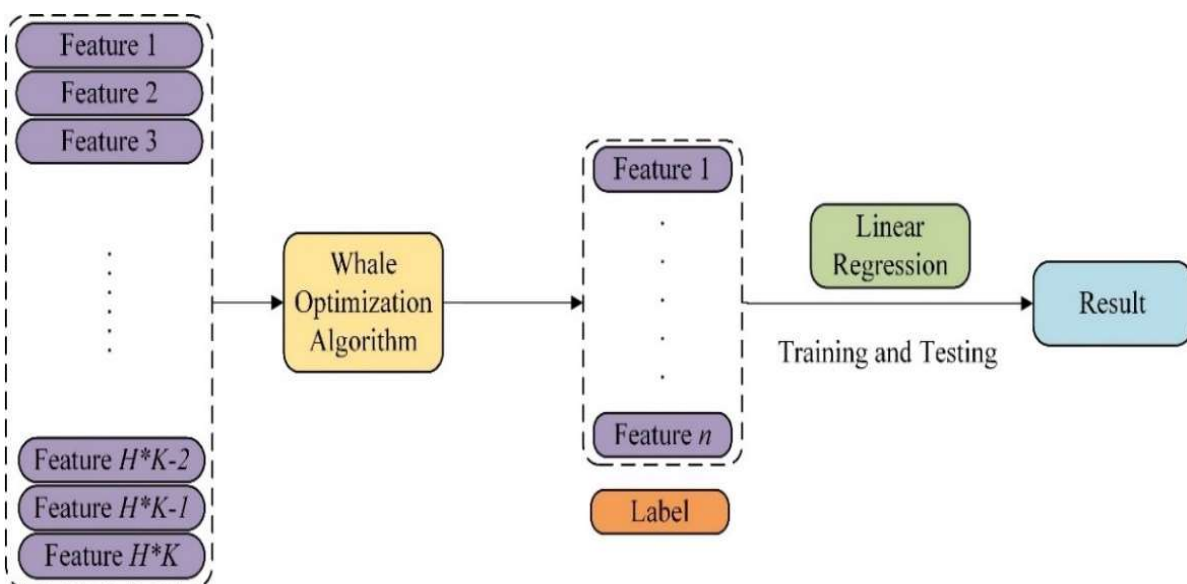 Feature 1
Feature 2
Feature 3
Feature H*K-2
Feature H*K-1
Feature H*K
Whale
Optimization
Algorithm
Feature 1
Feature n
Label
Linear
Regression
Training and Testing
Result